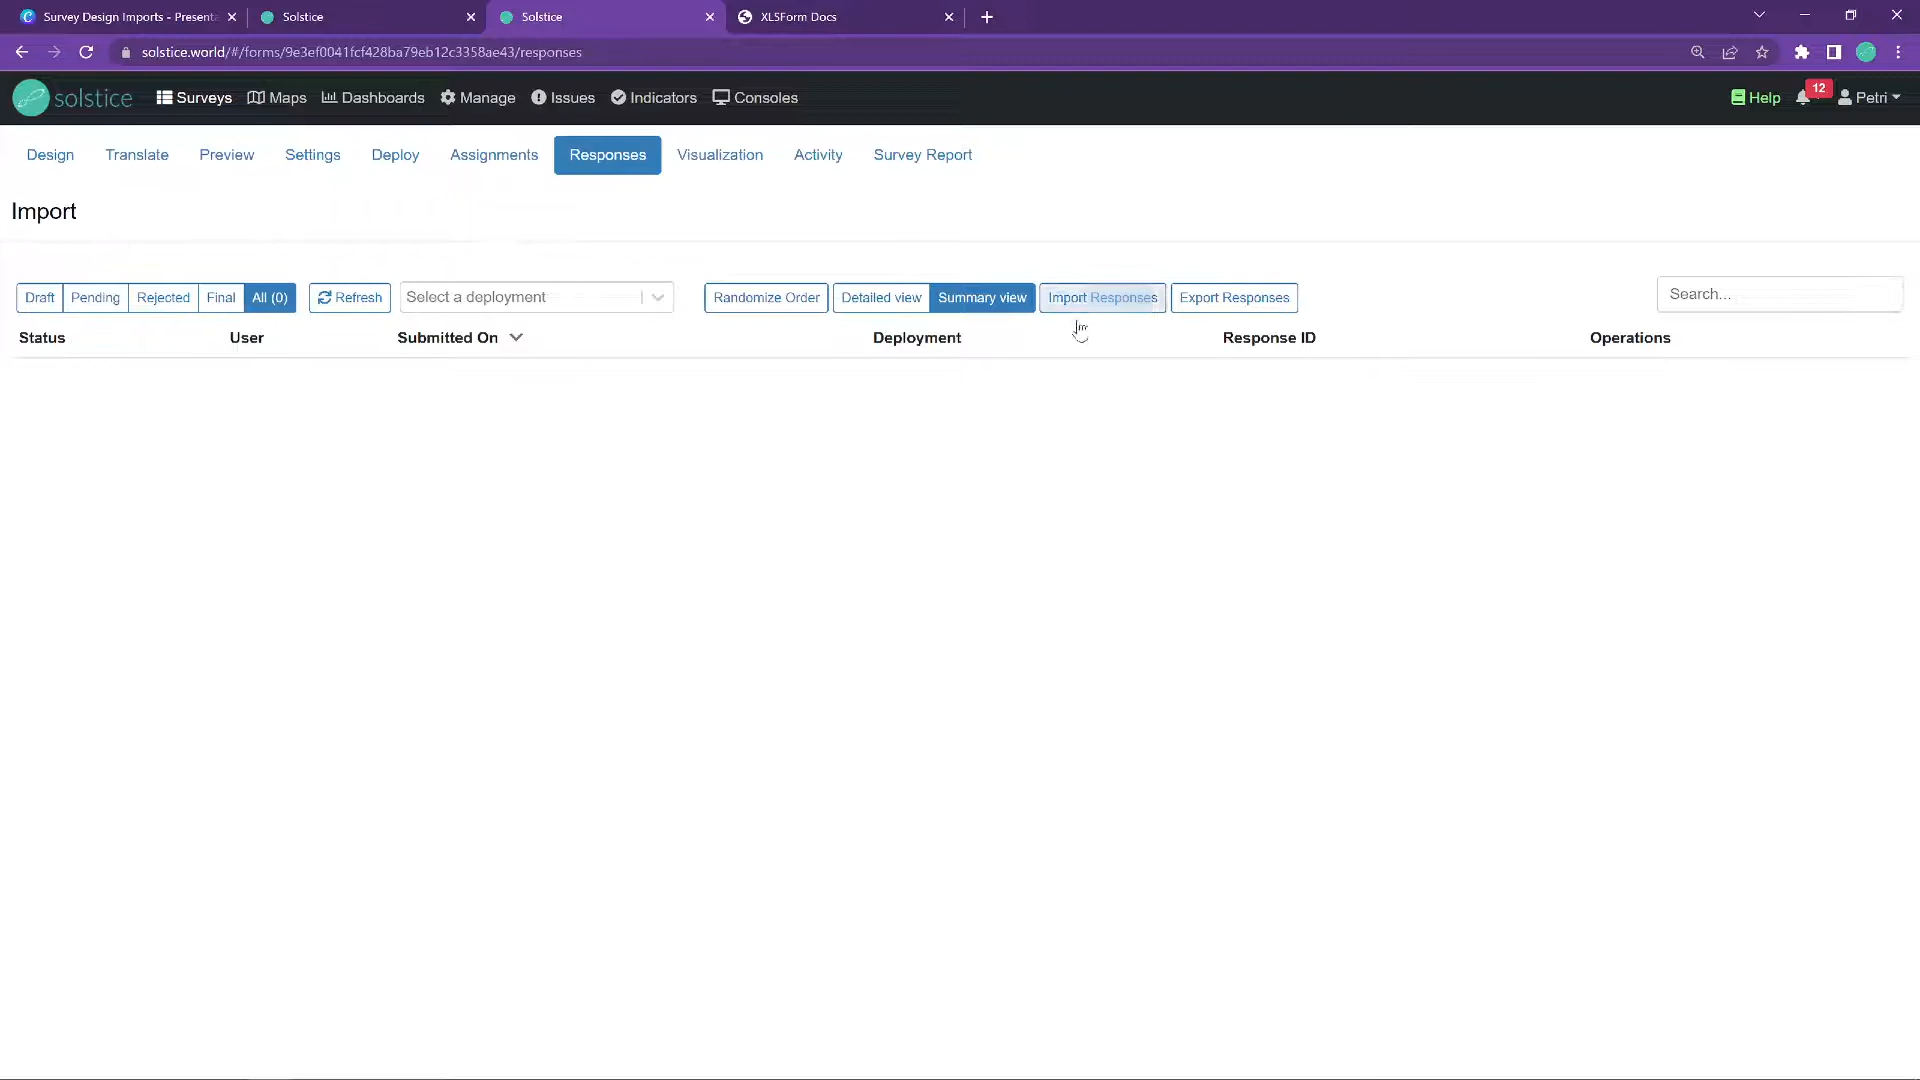 Survey Design Imports - Presenta
Solstice
Solstice
XLSForm Docs
solstice.world/#/forms/9e3ef0041fcf428ba79eb12c3358ae43/responses
solstice
Surveys
Maps
Dashboards
Manage
Issues
Indicators
Consoles
Help
12
Petri
Design
Translate
Preview
Settings
Deploy
Assignments
Responses
Visualization
Activity
Survey Report
Import
Draft
Pending
Rejected
Final
All (0)
Refresh
Select a deployment
Randomize Order
Detailed view
Summary view
Import Responses
Export Responses
Search...
Status
User
Submitted On
Deployment
Response ID
Operations